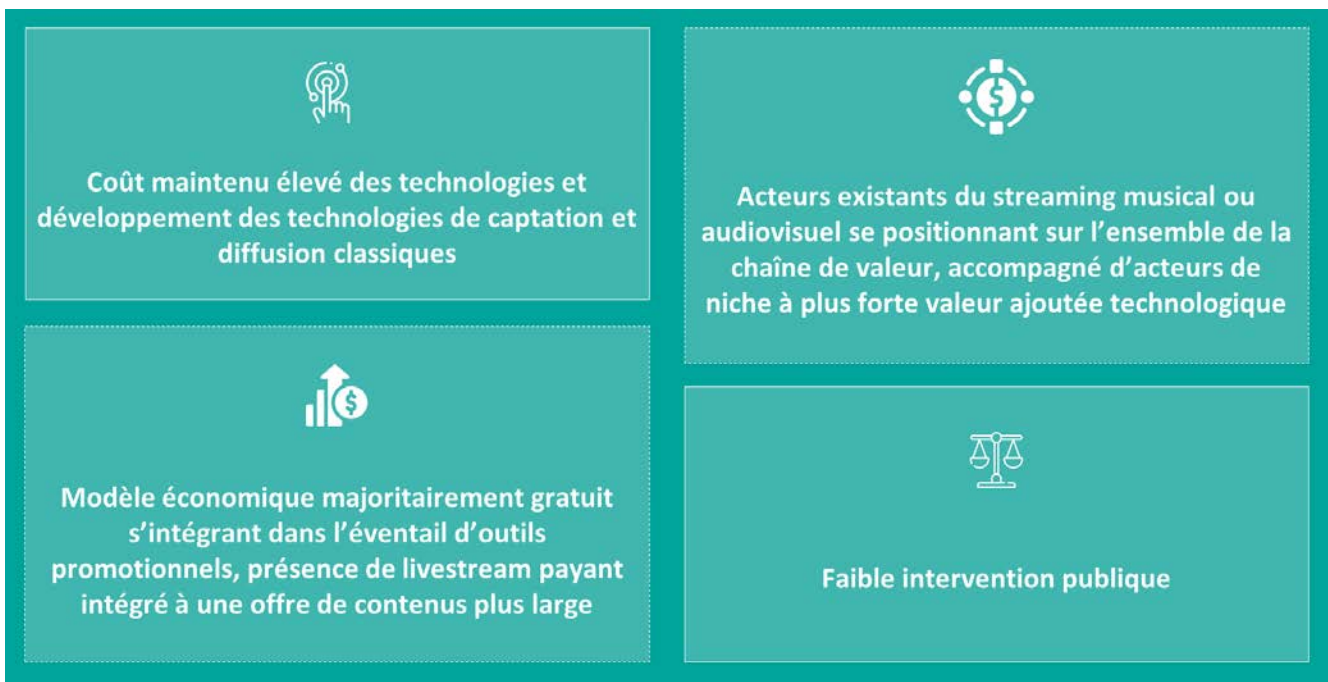 Coût maintenu élevé des technologies et
développement des technologies de captation et
diffusion classiques
Acteurs existants du streaming musical ou
audiovisuel se positionnant sur l’ensemble de la
chaîne de valeur, accompagné d’acteurs de
niche à plus forte valeur ajoutée technologique
Modèle économique majoritairement gratuit
s’intégrant dans l’éventail d’outils
promotionnels, présence de livestream payant
intégré à une offre de contenus plus large
Faible intervention publique